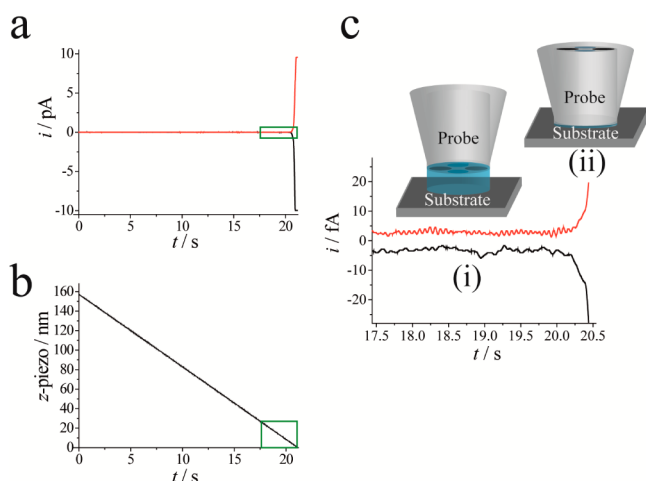 a
10
5
0
-5
-10
i / pA
0 5 10 15 20
t / s
b
160
140
120
100
80
60
40
20
0
z-piezo / nm
0 5 10 15 20
t / s
c
Probe
Substrate
(ii)
Probe
Substrate
20
10
0
-10
-20
i / fA
(i)
17.5 18.0 18.5 19.0 19.5 20.0 20.5
t / s